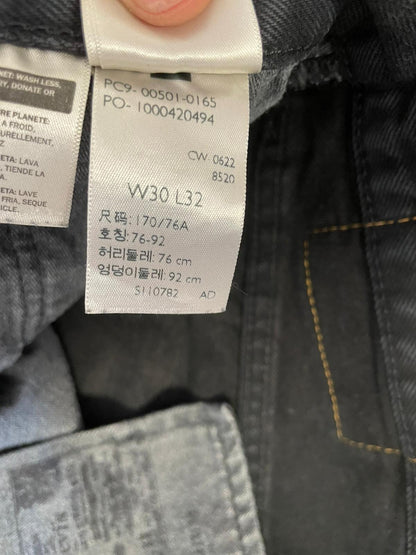 NET: WASH LESS,
Y, DONATE OR
RE PLANETE:
A FROID,
URELLEMENT,
Z
ETA: LAVA
, TIENDE LA
ETA: LAVE
FRIA, SEQUE
ICLE.
PC9- 00501-0165
PO- 1000420494
CW 0622
8520
W30 L32
尺码: 170/76A
호칭: 76-92
허리둘레: 76 cm
엉덩이둘레: 92 cm
S110782 AD